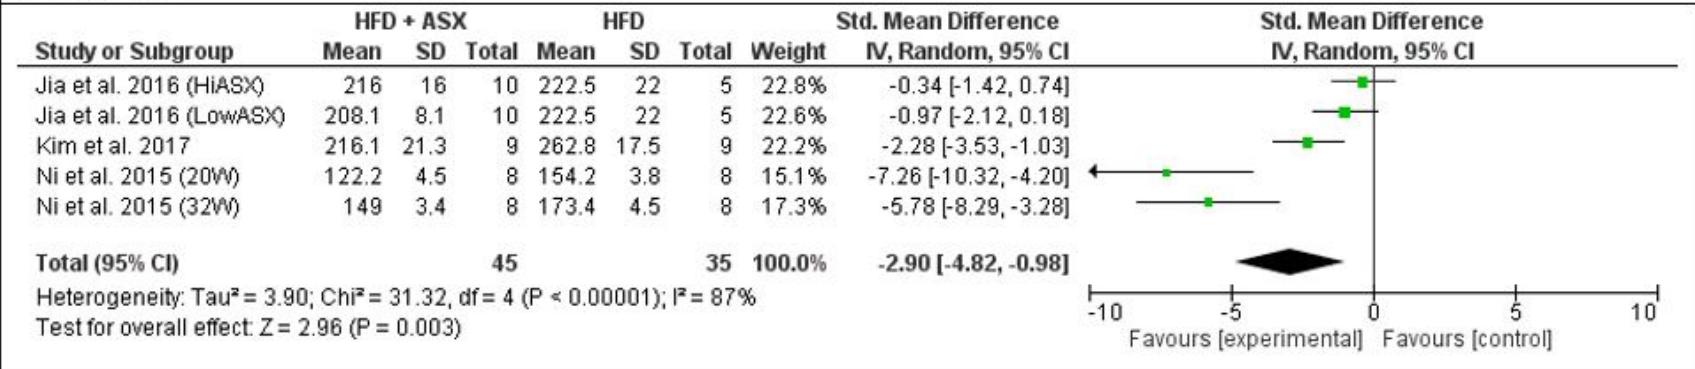 HFD + ASX HFD Std. Mean Difference Std. Mean Difference
Study or Subgroup Mean SD Total Mean SD Total Weight IV, Random, 95% CI IV, Random, 95% CI
Jia et al. 2016 (HiASX) 216 16 10 222.5 22 5 22.8% -0.34 [-1.42, 0.74]
Jia et al. 2016 (LowASX) 208.1 8.1 10 222.5 22 5 22.6% -0.97 [-2.12, 0.18]
Kim et al. 2017 216.1 21.3 9 262.8 17.5 9 22.2% -2.28 [-3.53, -1.03]
Ni et al. 2015 (20W) 122.2 4.5 8 154.2 3.8 8 15.1% -7.26 [-10.32, -4.20]
Ni et al. 2015 (32W) 149 3.4 8 173.4 4.5 8 17.3% -5.78 [-8.29, -3.28]
Total (95% CI) 45 35 100.0% -2.90 [-4.82, -0.98]
Heterogeneity: Tau² = 3.90; Chi² = 31.32, df = 4 (P < 0.00001); I² = 87%
Test for overall effect: Z = 2.96 (P = 0.003)
-10 -5 0 5 10
Favours [experimental] Favours [control]